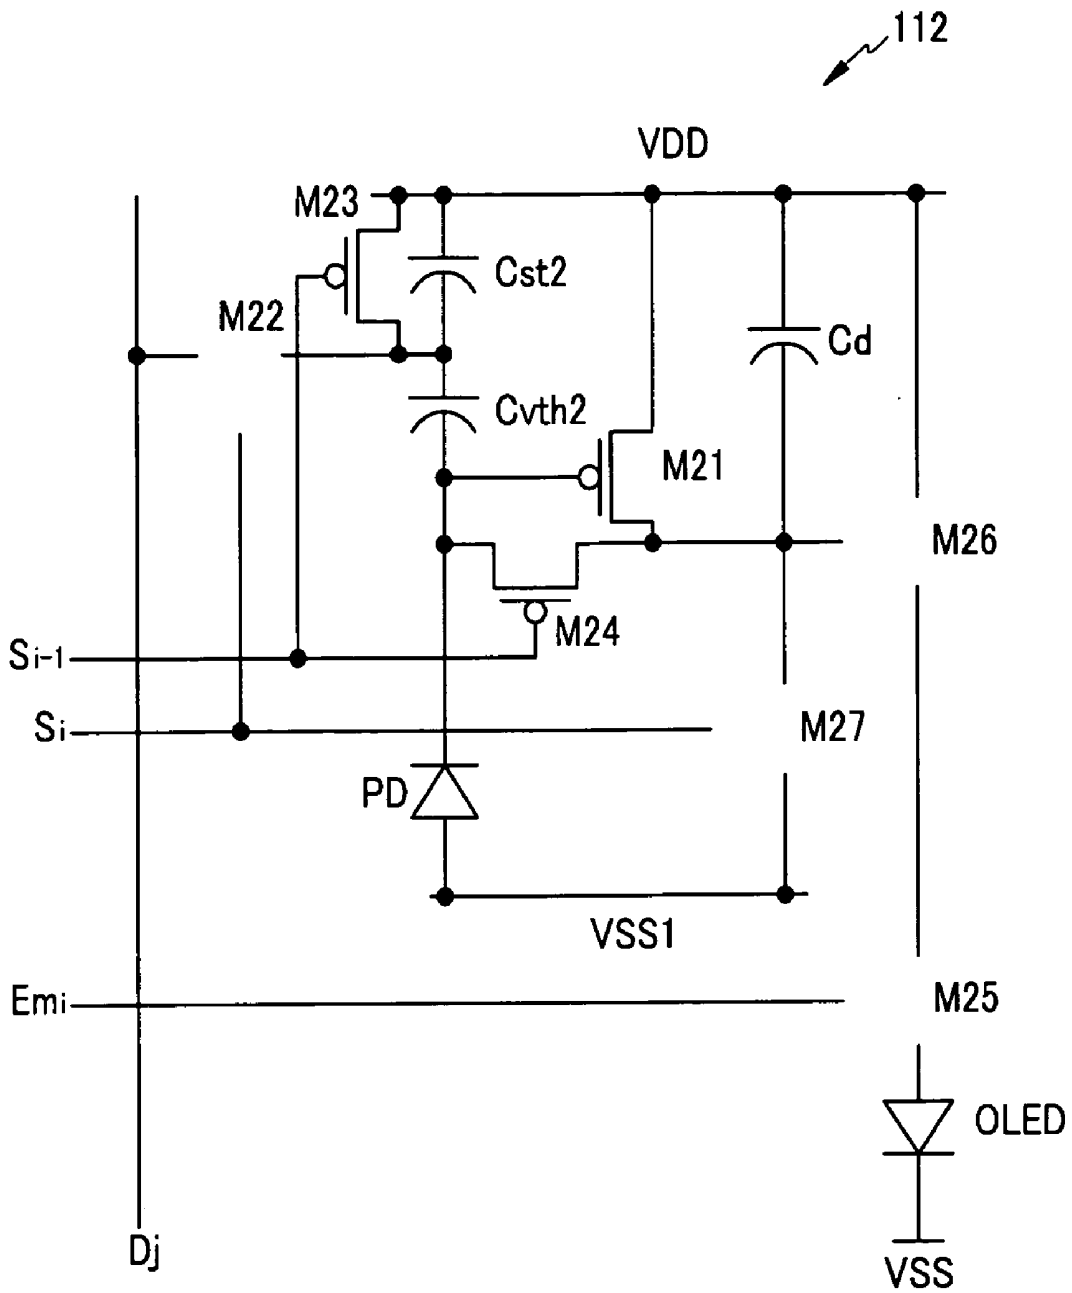 112
VDD
M23
Cst2
M22
Cd
Cvth2
M21
M26
M24
Si-1
Si
M27
PD
VSS1
Emi
M25
OLED
Dj
VSS